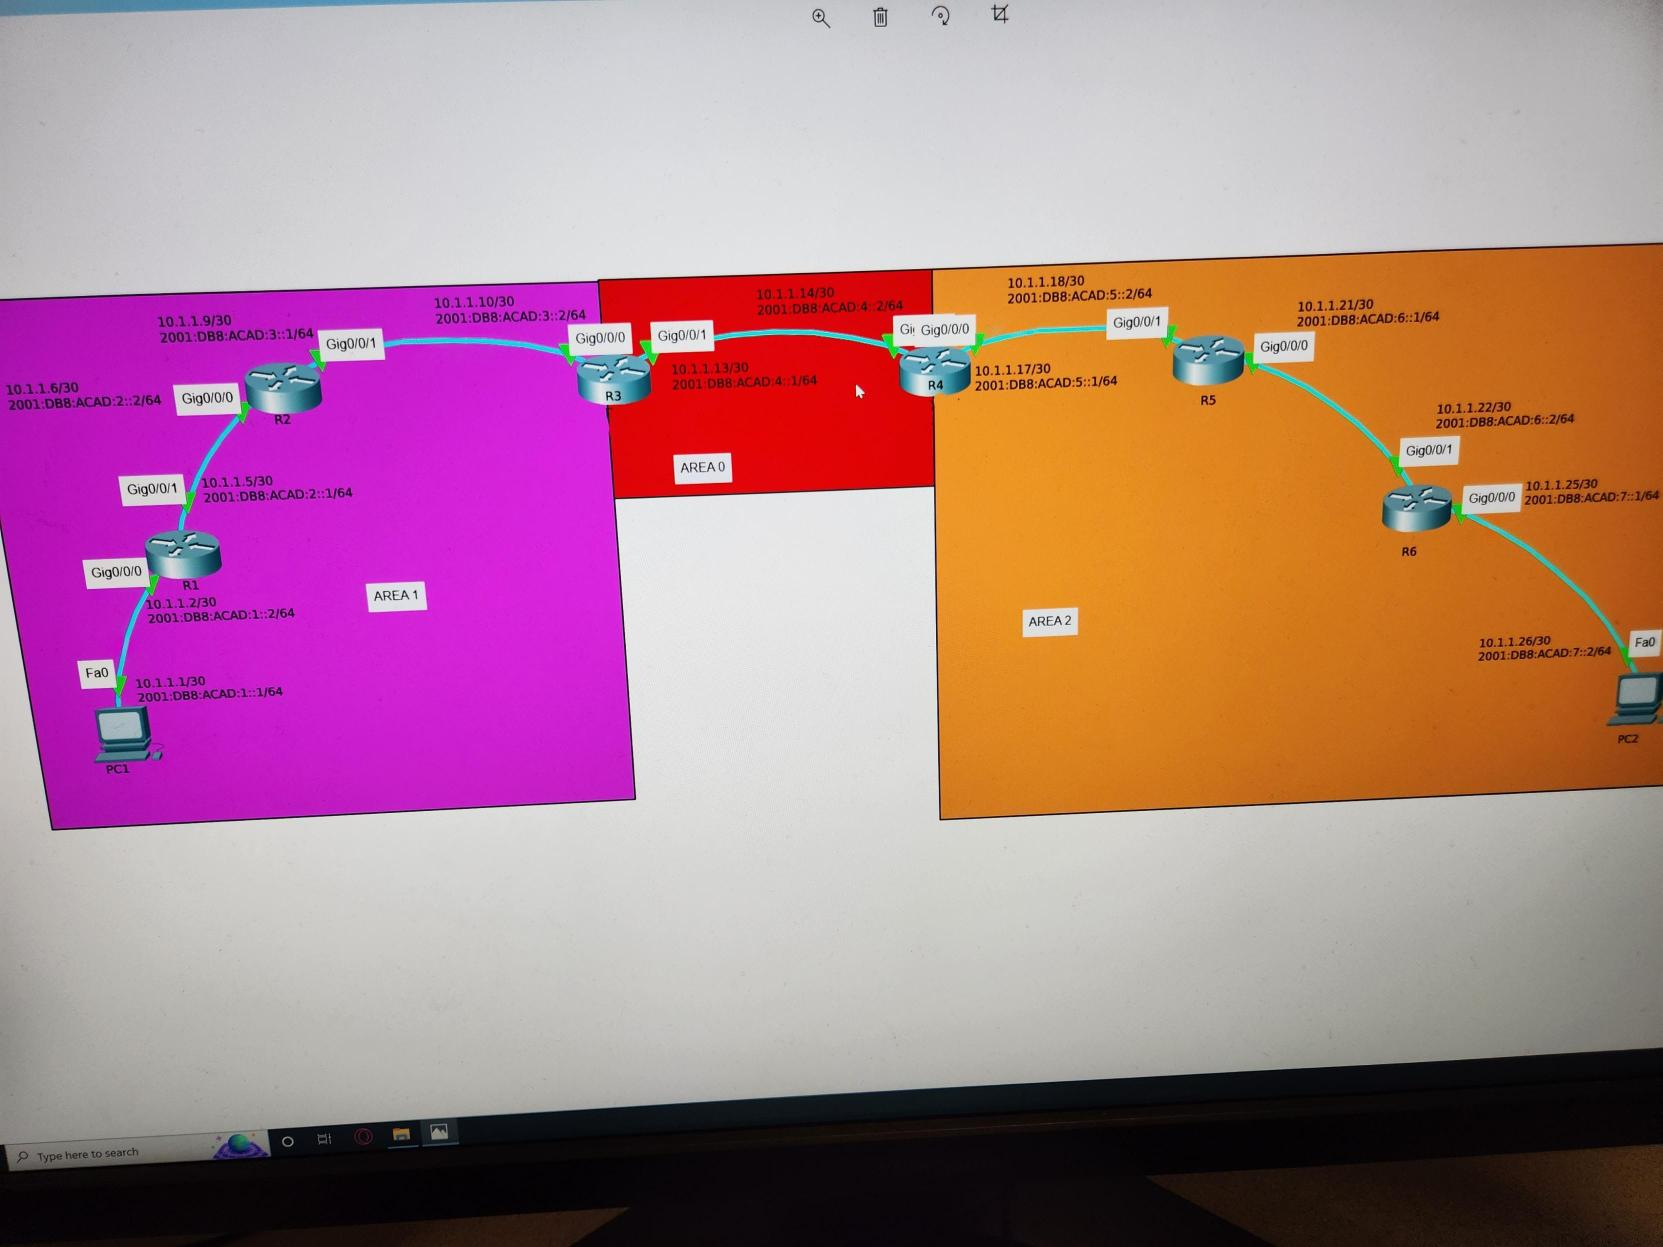 10.1.1.6/30
2001:DB8:ACAD:2::2/64
10.1.1.9/30
2001:DB8:ACAD:3::1/64
Gig0/0/1
Gig0/0/0
R2
10.1.1.10/30
2001:DB8:ACAD:3::2/64
Gig0/0/0
R3
Gig0/0/1
10.1.1.13/30
2001:DB8:ACAD:4::1/64
10.1.1.14/30
2001:DB8:ACAD:4::2/64
Gig0/0/0
R4
10.1.1.17/30
2001:DB8:ACAD:5::1/64
10.1.1.18/30
2001:DB8:ACAD:5::2/64
Gig0/0/1
R5
Gig0/0/0
10.1.1.21/30
2001:DB8:ACAD:6::1/64
10.1.1.22/30
2001:DB8:ACAD:6::2/64
Gig0/0/1
R6
Gig0/0/0
10.1.1.25/30
2001:DB8:ACAD:7::1/64
10.1.1.26/30
2001:DB8:ACAD:7::2/64
Fa0
PC2
Gig0/0/1
10.1.1.5/30
2001:DB8:ACAD:2::1/64
Gig0/0/0
R1
10.1.1.2/30
2001:DB8:ACAD:1::2/64
Fa0
10.1.1.1/30
2001:DB8:ACAD:1::1/64
PC1
AREA 1
AREA 0
AREA 2
Type here to search